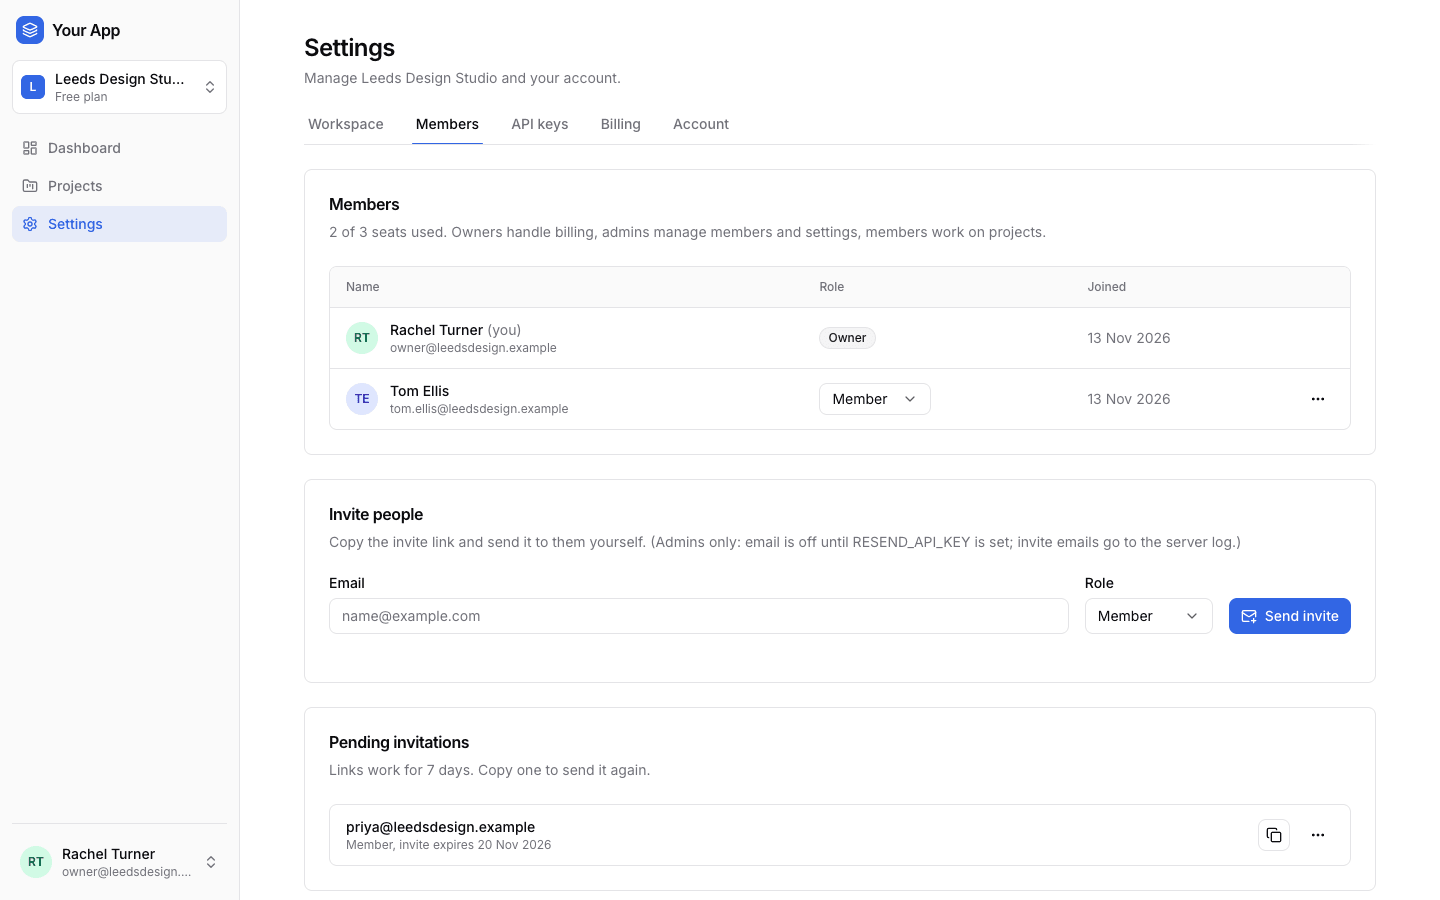 Your App
L
Leeds Design Stu...
Free plan
Dashboard
Projects
Settings
RT
Rachel Turner
owner@leedsdesign....
Settings
Manage Leeds Design Studio and your account.
Workspace Members API keys Billing Account
Members
2 of 3 seats used. Owners handle billing, admins manage members and settings, members work on projects.
Name Role Joined
RT Rachel Turner (you) Owner 13 Nov 2026
owner@leedsdesign.example
TE Tom Ellis Member 13 Nov 2026
tom.ellis@leedsdesign.example
Invite people
Copy the invite link and send it to them yourself. (Admins only: email is off until RESEND_API_KEY is set; invite emails go to the server log.)
Email Role
name@example.com Member Send invite
Pending invitations
Links work for 7 days. Copy one to send it again.
priya@leedsdesign.example
Member, invite expires 20 Nov 2026